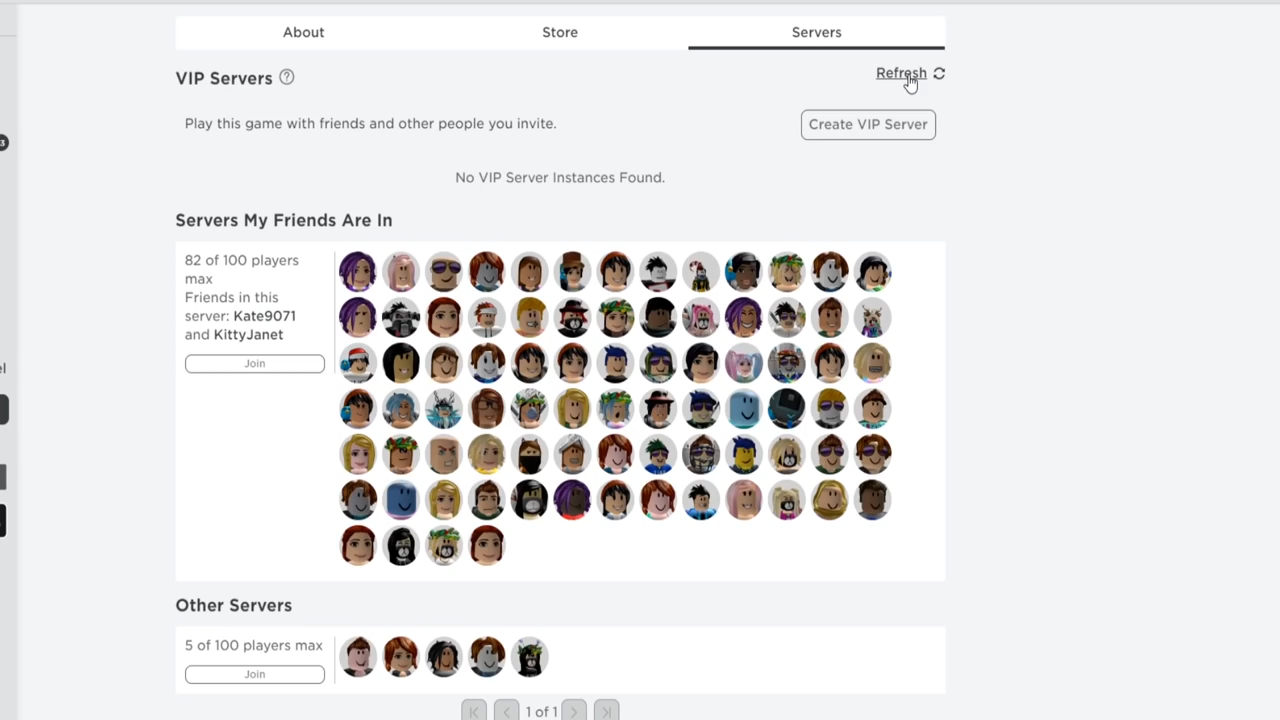 About
Store
Servers
VIP Servers
Refresh
Play this game with friends and other people you invite.
Create VIP Server
No VIP Server Instances Found.
Servers My Friends Are In
82 of 100 players
max
Friends in this
server: Kate9071
and KittyJanet
Join
Other Servers
5 of 100 players max
Join
1 of 1